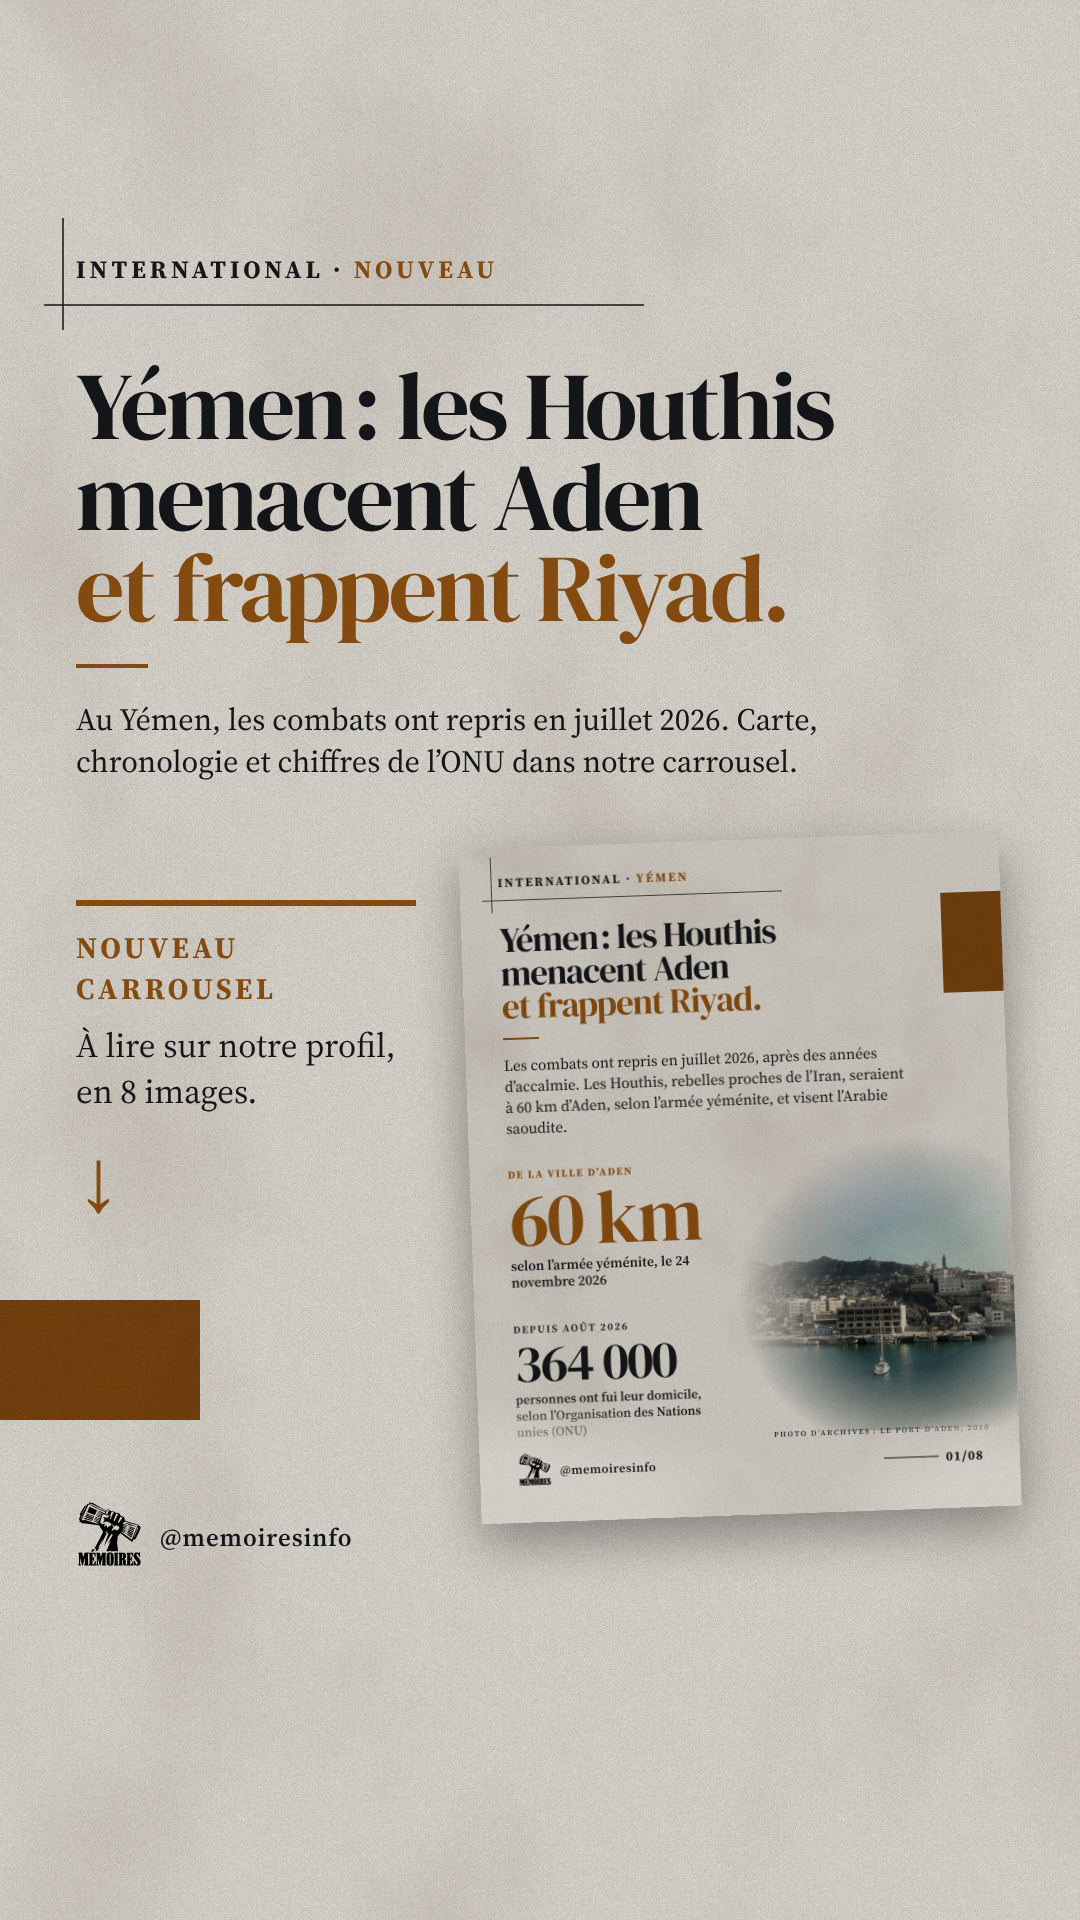 INTERNATIONAL · NOUVEAU
Yémen : les Houthis
menacent Aden
et frappent Riyad.
Au Yémen, les combats ont repris en juillet 2026. Carte,
chronologie et chiffres de l’ONU dans notre carrousel.
NOUVEAU
CARROUSEL
À lire sur notre profil,
en 8 images.
↓
MÉMOIRES
@memoiresinfo
INTERNATIONAL · YÉMEN
Yémen : les Houthis
menacent Aden
et frappent Riyad.
Les combats ont repris en juillet 2026, après des années
d’accalmie. Les Houthis, rebelles proches de l’Iran, seraient
à 60 km d’Aden, selon l’armée yéménite, et visent l’Arabie
saoudite.
DE LA VILLE D’ADEN
60 km
selon l’armée yéménite, le 24
novembre 2026
DEPUIS AOÛT 2026
364 000
personnes ont fui leur domicile,
selon l’Organisation des Nations
unies (ONU)
PHOTO D’ARCHIVES : LE PORT D’ADEN, 2016
MÉMOIRES
@memoiresinfo
01/08